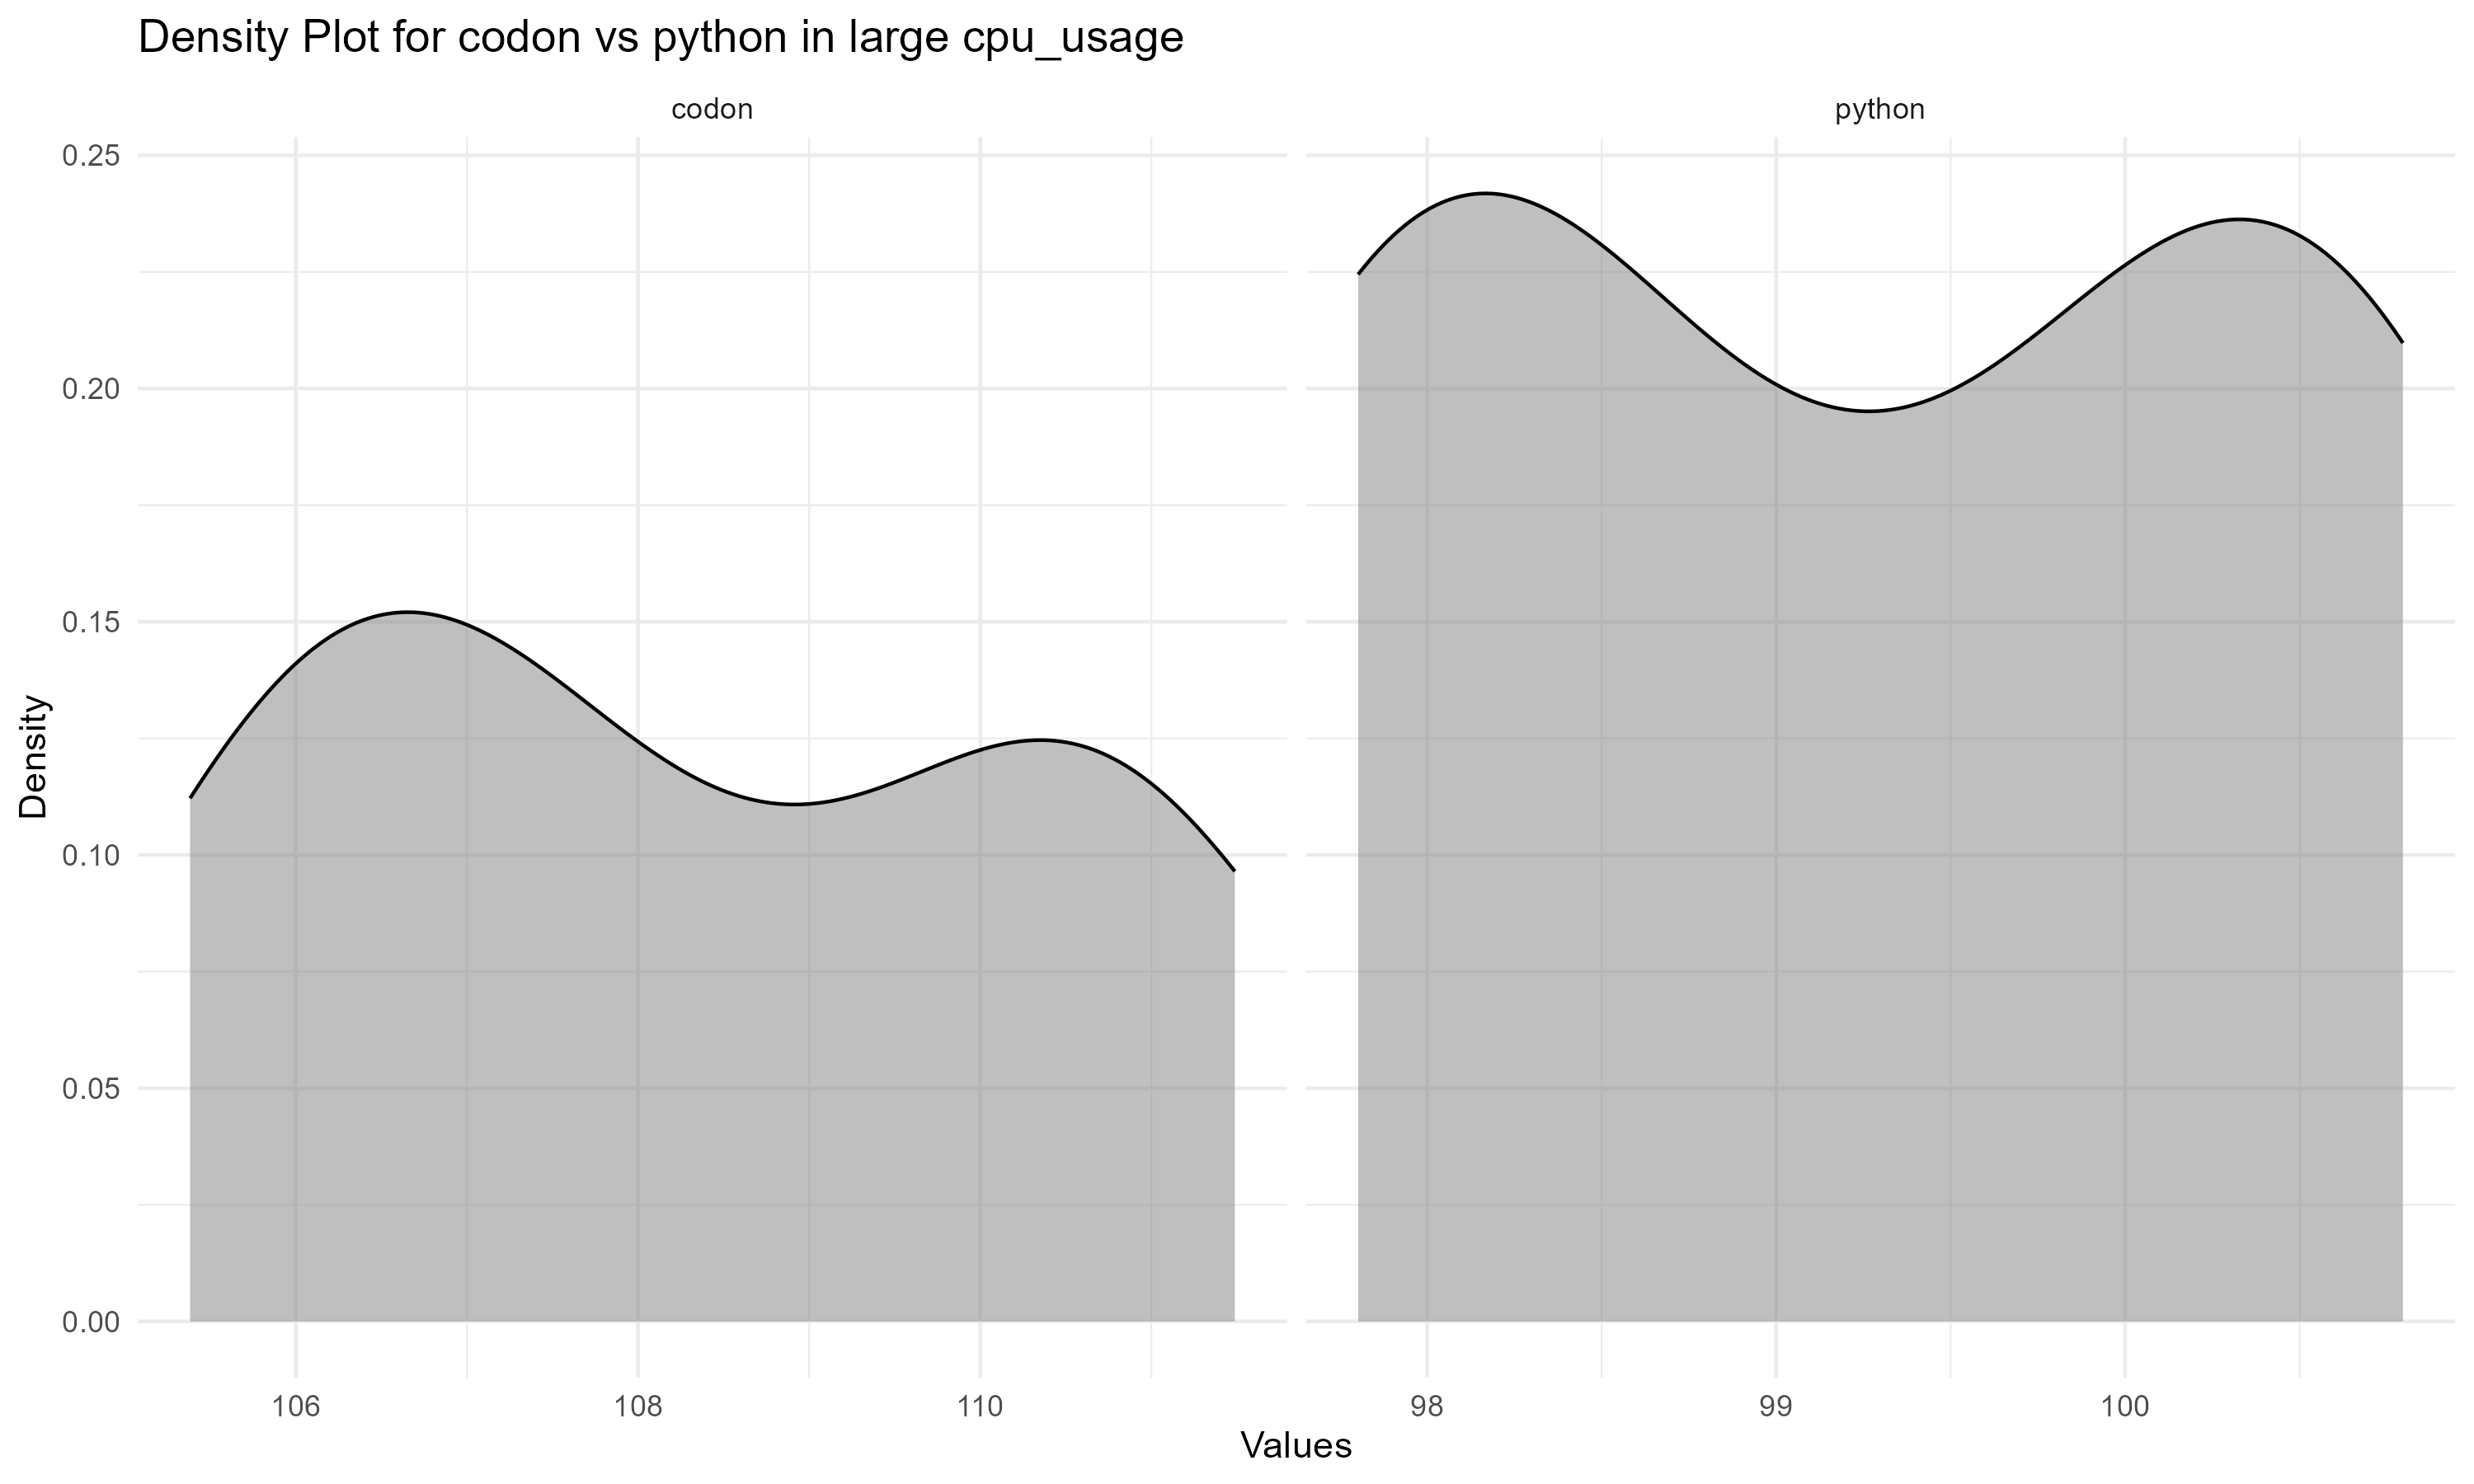 Density Plot for codon vs python in large cpu_usage
codon
python
0.25
0.20
0.15
0.10
0.05
0.00
Density
106
108
110
98
99
100
Values